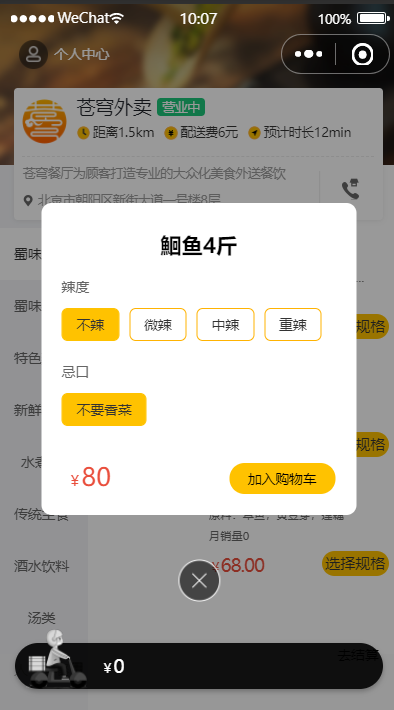 WeChat 10:07 100%
个人中心
苍穹外卖 营业中
距离1.5km 配送费6元 预计时长12min
苍穹餐厅为顾客打造专业的大众化美食外送餐饮
北京市朝阳区新街大道一号楼8层
鮰鱼4斤
辣度
不辣 微辣 中辣 重辣
忌口
不要香菜
¥80 加入购物车
蜀味
蜀味
特色
新鲜
水煮
传统主食
酒水饮料
汤类
规格
规格
原料：草鱼，黄豆芽，莲藕
月销量0
¥68.00 选择规格
¥0 去结算